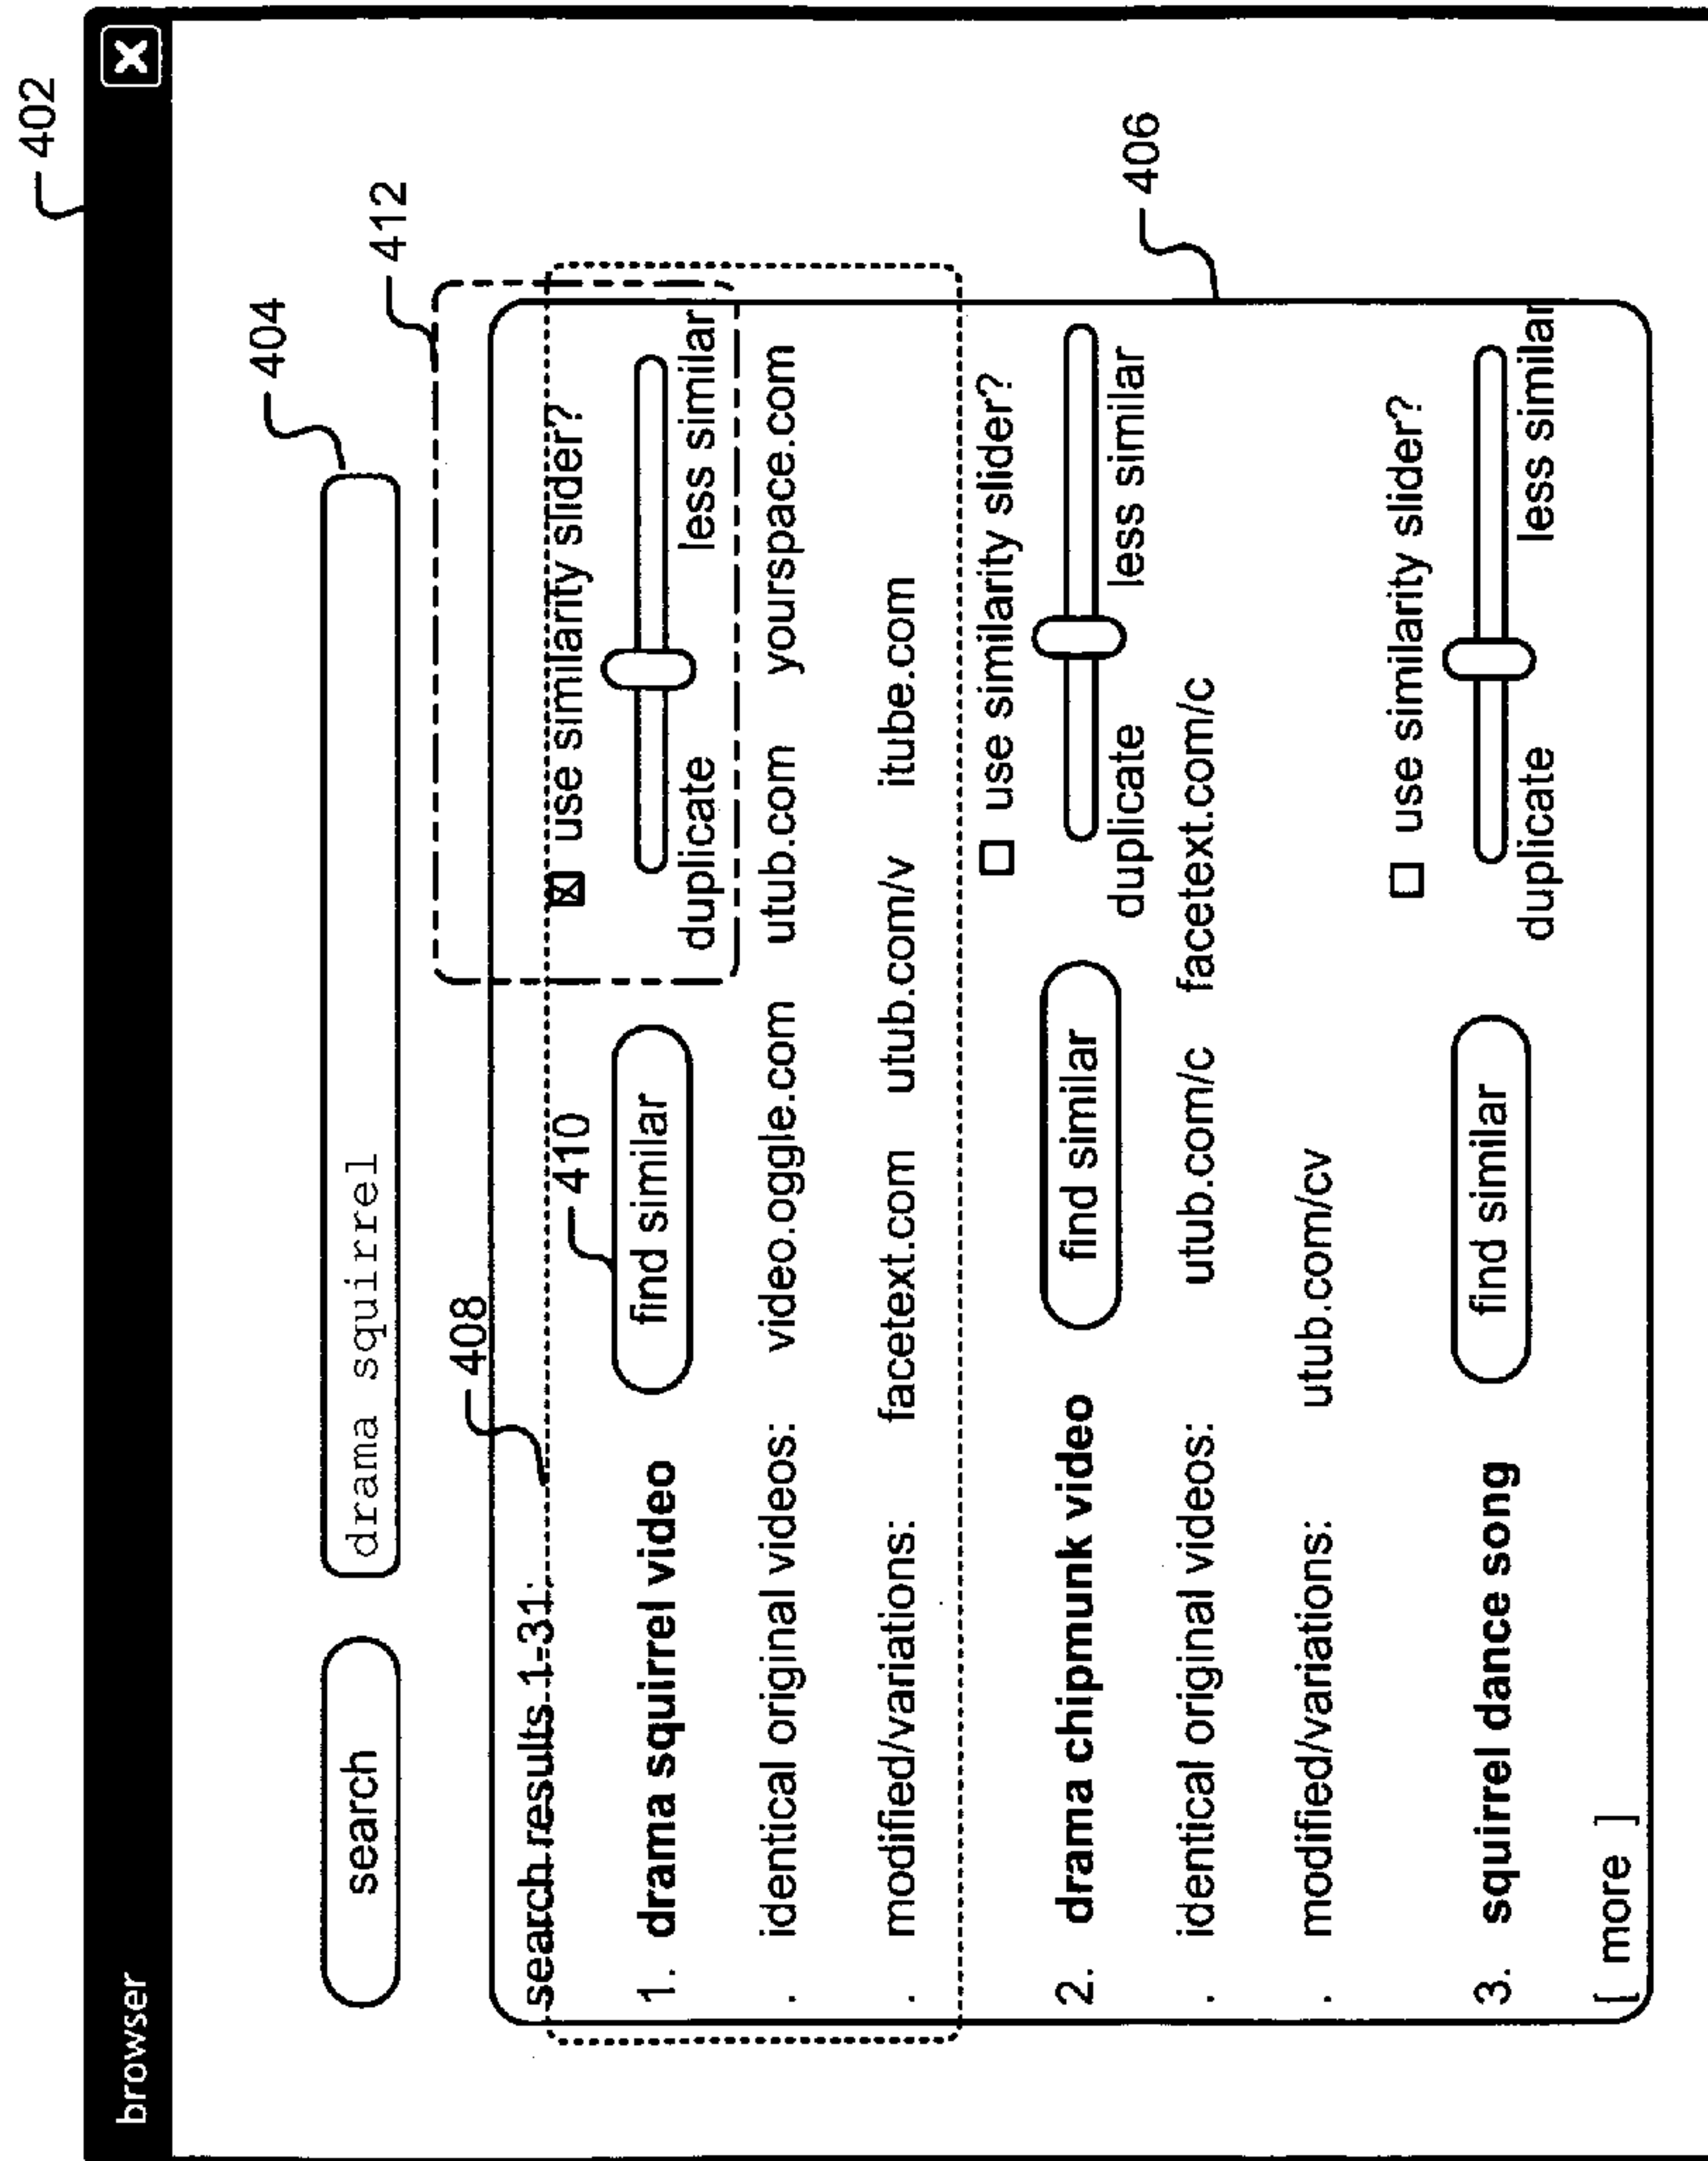 402
browser
404
search
drama squirrel
412
408
search results 1-31:
410
use similarity slider?
1. drama squirrel video
find similar
duplicate
less similar
. identical original videos: video.oggle.com utub.com yourspace.com
. modified/variations: facetext.com utub.com/v itube.com
use similarity slider?
2. drama chipmunk video
find similar
duplicate
less similar
406
. identical original videos: utub.com/c facetext.com/c
. modified/variations: utub.com/cv
use similarity slider?
3. squirrel dance song
find similar
duplicate
less similar
[ more ]